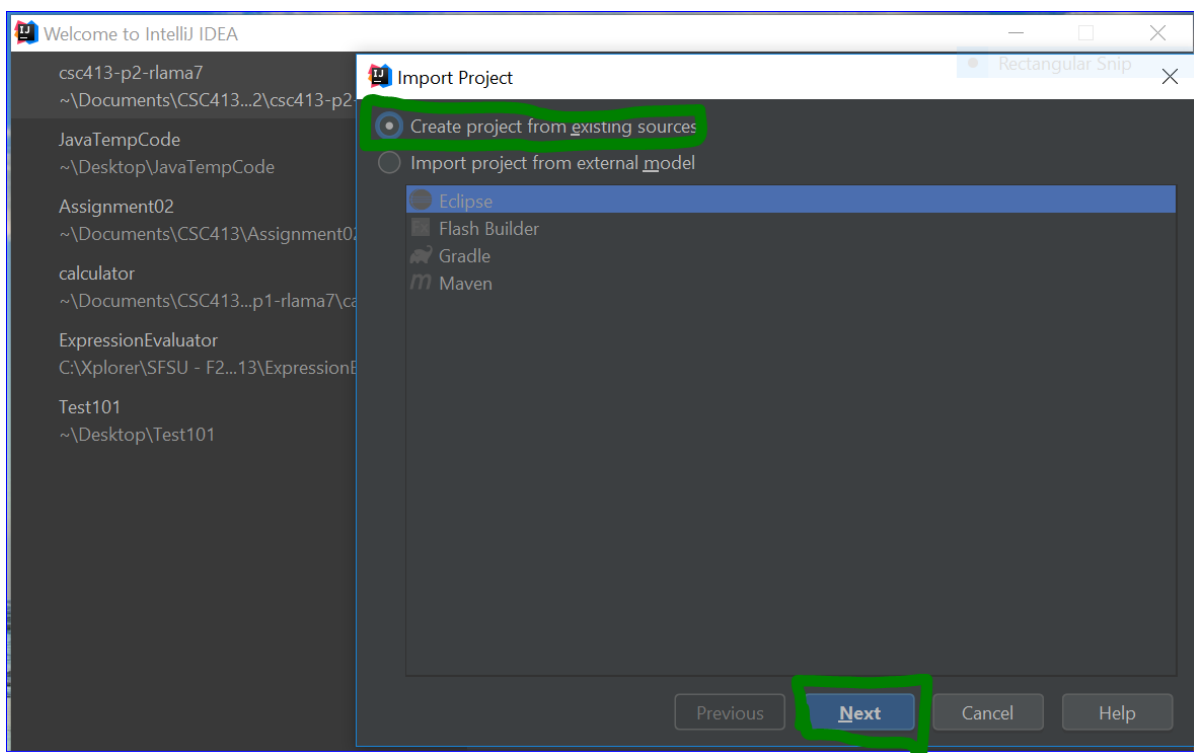 Welcome to IntelliJ IDEA
Rectangular Snip
csc413-p2-rlama7
~\Documents\CSC413...2\csc413-p2-
JavaTempCode
~\Desktop\JavaTempCode
Assignment02
~\Documents\CSC413\Assignment02
calculator
~\Documents\CSC413...p1-rlama7\ca
ExpressionEvaluator
C:\Xplorer\SFSU - F2...13\ExpressionE
Test101
~\Desktop\Test101
Import Project
Create project from existing sources
Import project from external model
Eclipse
Flash Builder
Gradle
Maven
Previous
Next
Cancel
Help